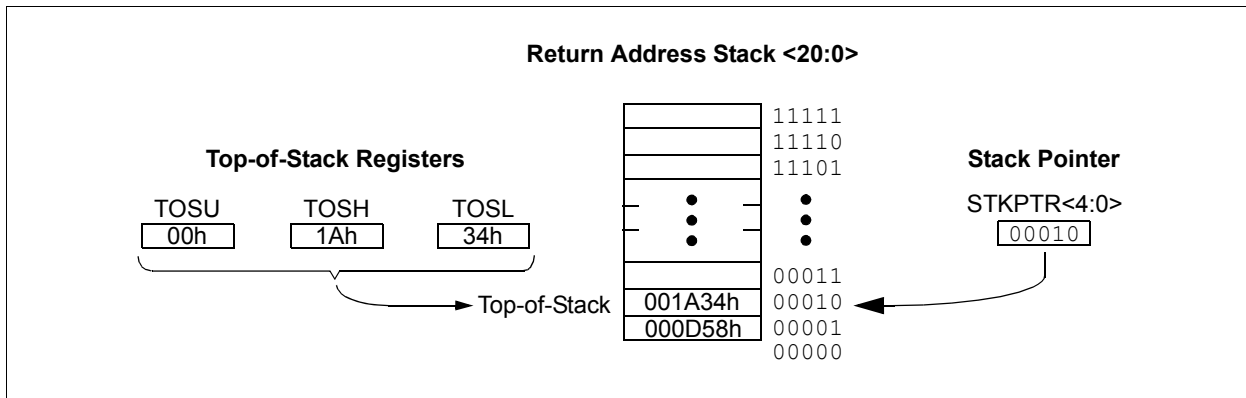 Return Address Stack <20:0>
11111
11110
Top-of-Stack Registers 11101 Stack Pointer
TOSU TOSH TOSL STKPTR<4:0>
00h 1Ah 34h 00010
00011
Top-of-Stack 001A34h 00010
000D58h 00001
00000